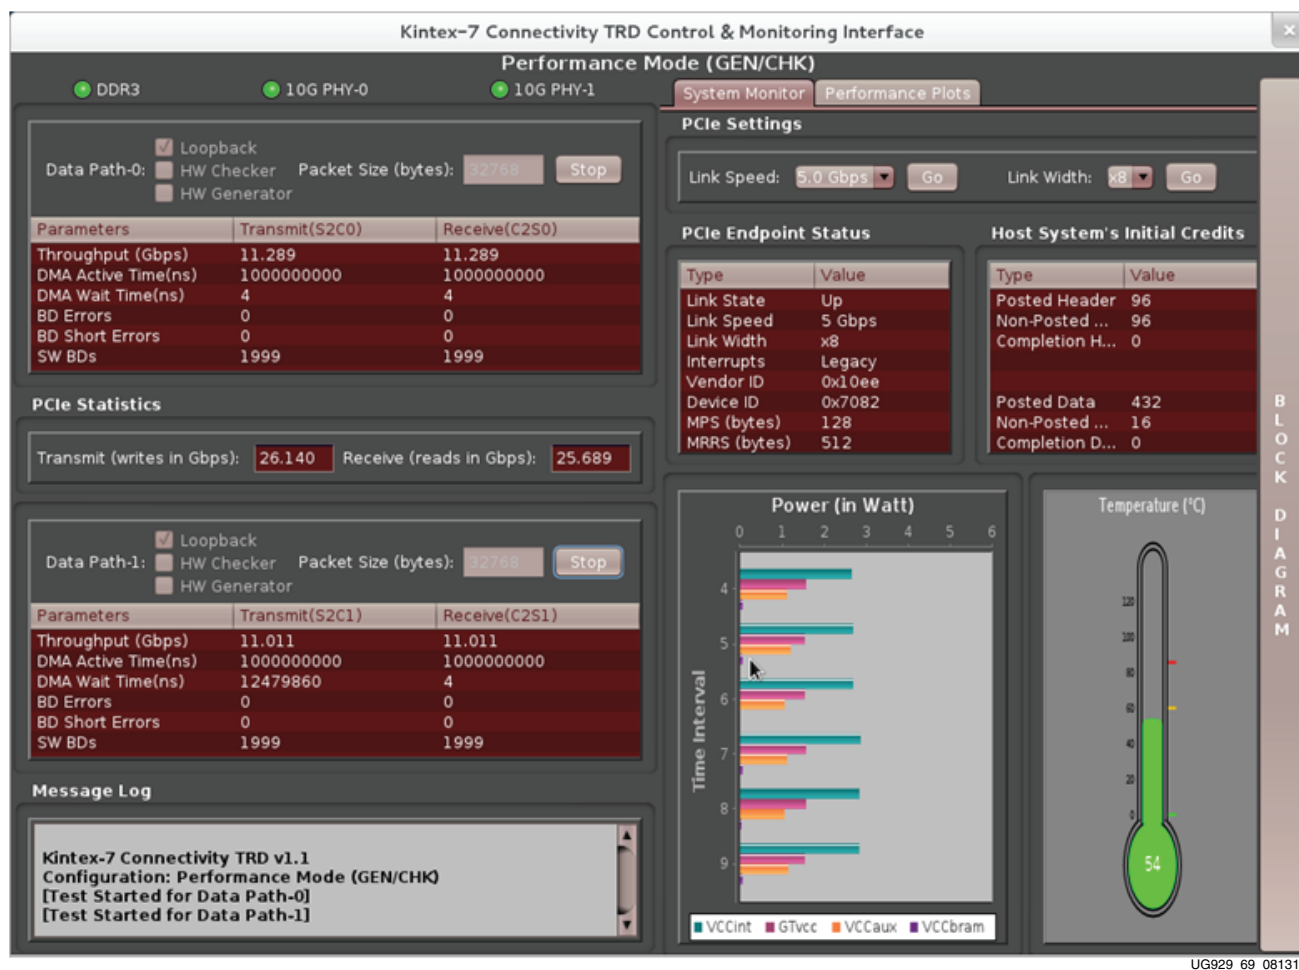 Kintex-7 Connectivity TRD Control & Monitoring Interface
Performance Mode (GEN/CHK)
DDR3 10G PHY-0 10G PHY-1
System Monitor Performance Plots
Data Path-0: Loopback
HW Checker
HW Generator
Packet Size (bytes): 32768 Stop
Parameters Transmit(S2C0) Receive(C2S0)
Throughput (Gbps) 11.289 11.289
DMA Active Time(ns) 1000000000 1000000000
DMA Wait Time(ns) 4 4
BD Errors 0 0
BD Short Errors 0 0
SW BDs 1999 1999
PCIe Statistics
Transmit (writes in Gbps): 26.140 Receive (reads in Gbps): 25.689
Data Path-1: Loopback
HW Checker
HW Generator
Packet Size (bytes): 32768 Stop
Parameters Transmit(S2C1) Receive(C2S1)
Throughput (Gbps) 11.011 11.011
DMA Active Time(ns) 1000000000 1000000000
DMA Wait Time(ns) 12479860 4
BD Errors 0 0
BD Short Errors 0 0
SW BDs 1999 1999
Message Log
Kintex-7 Connectivity TRD v1.1
Configuration: Performance Mode (GEN/CHK)
[Test Started for Data Path-0]
[Test Started for Data Path-1]
PCIe Settings
Link Speed: 5.0 Gbps Go Link Width: x8 Go
PCIe Endpoint Status
Type Value
Link State Up
Link Speed 5 Gbps
Link Width x8
Interrupts Legacy
Vendor ID 0x10ee
Device ID 0x7082
MPS (bytes) 128
MRRS (bytes) 512
Host System's Initial Credits
Type Value
Posted Header 96
Non-Posted ... 96
Completion H... 0
Posted Data 432
Non-Posted ... 16
Completion D... 0
Power (in Watt)
0 1 2 3 4 5 6
4
5
6
7
8
9
Time Interval
VCCint GTvcc VCCaux VCCbram
Temperature (°C)
120
100
80
60
40
20
0
54
BLOCK DIAGRAM
UG929_69_08131